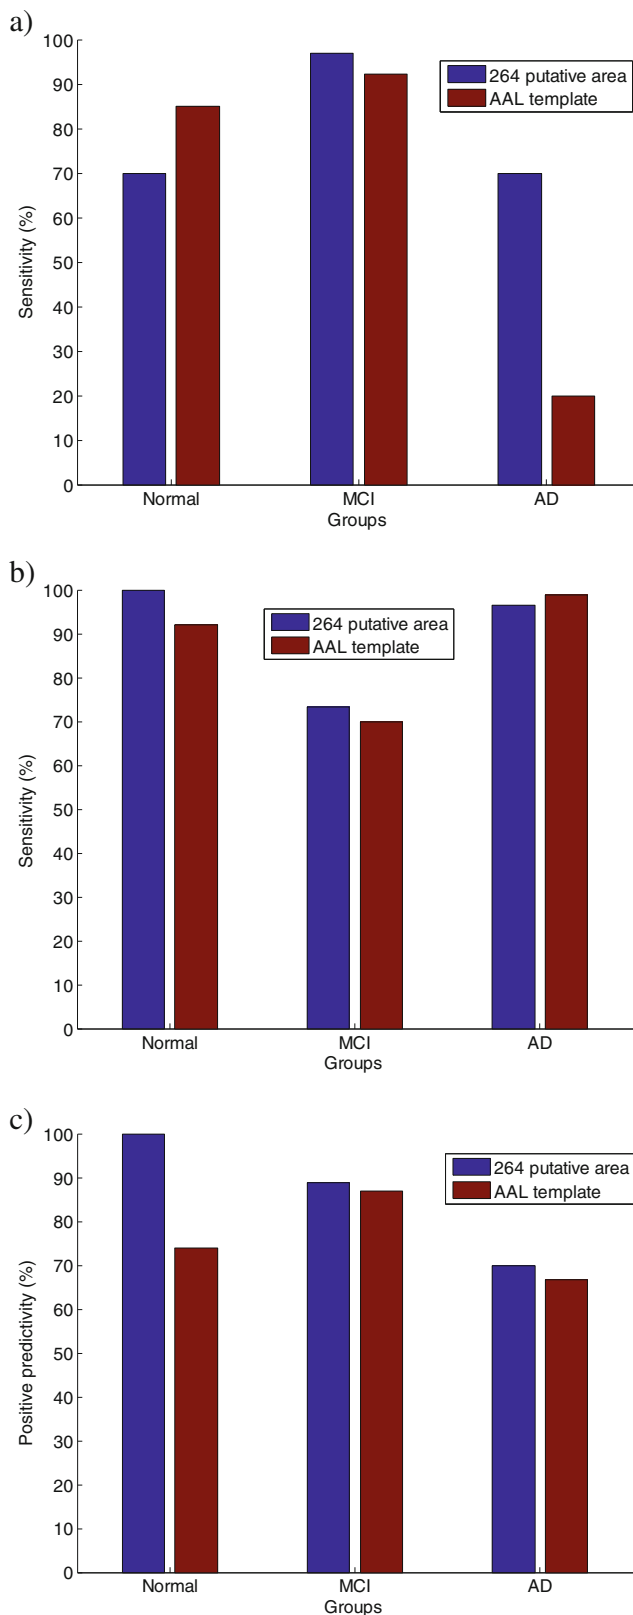 a)
100
90
80
70
60
50
40
30
20
10
0
Sensitivity (%)
264 putative area
AAL template
Normal MCI AD
Groups
b)
100
90
80
70
60
50
40
30
20
10
0
Sensitivity (%)
264 putative area
AAL template
Normal MCI AD
Groups
c)
100
90
80
70
60
50
40
30
20
10
0
Positive predictivity (%)
264 putative area
AAL template
Normal MCI AD
Groups